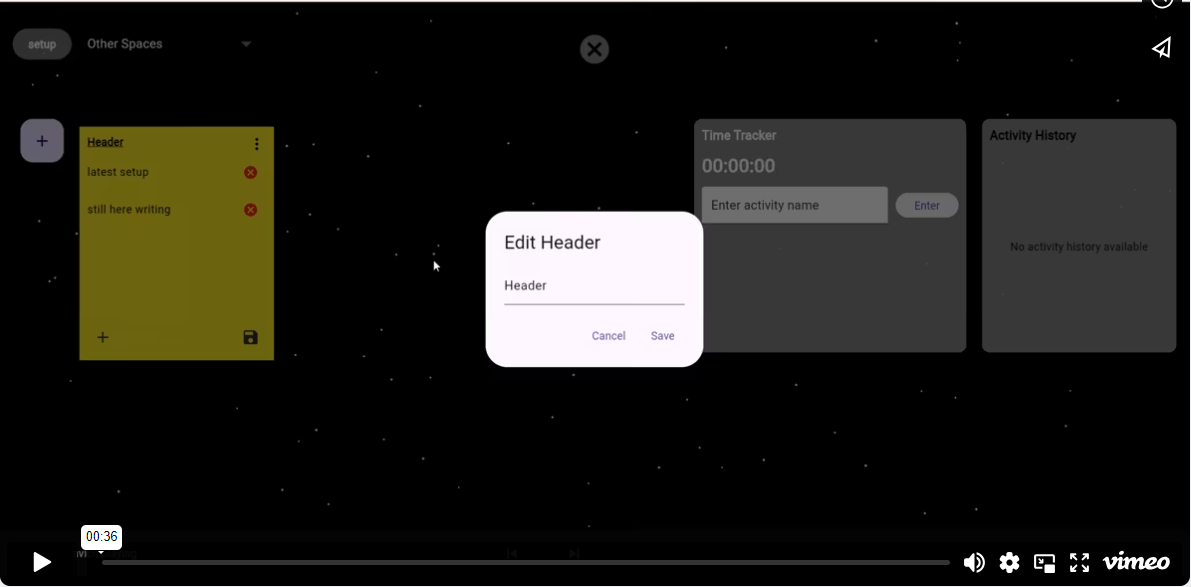 setup
Other Spaces
+
Header
latest setup
still here writing
+
Edit Header
Header
Cancel Save
Time Tracker
00:00:00
Enter activity name
Enter
Activity History
No activity history available
00:36
vimeo